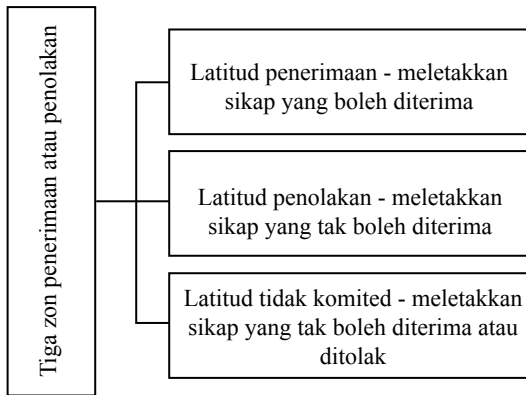 Tiga zon penerimaan atau penolakan
Latitud penerimaan - meletakkan
sikap yang boleh diterima
Latitud penolakan - meletakkan
sikap yang tak boleh diterima
Latitud tidak komited - meletakkan
sikap yang tak boleh diterima atau
ditolak